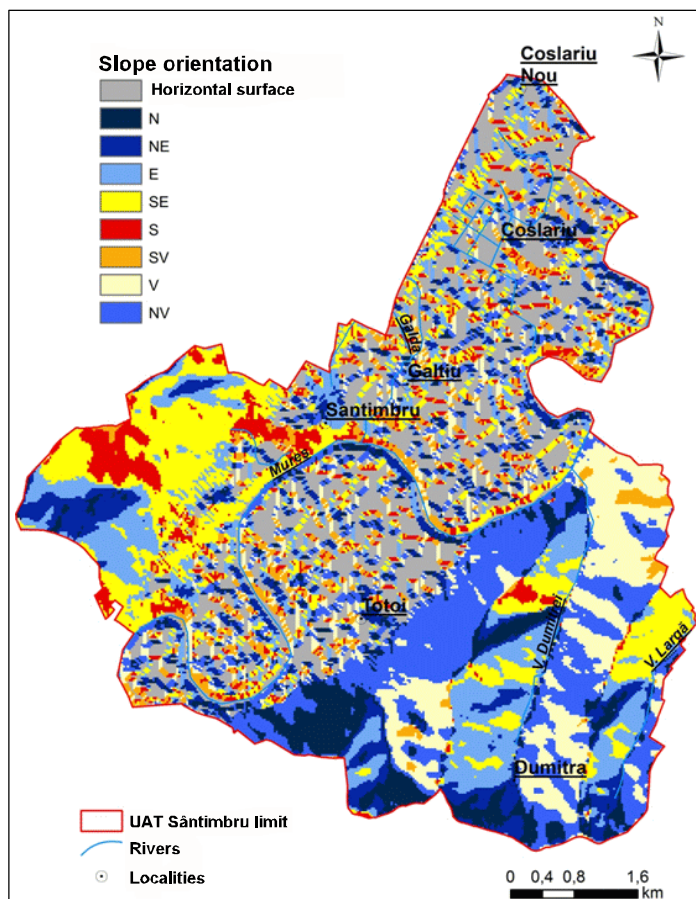 N
Coslariu
Nou
Slope orientation
Horizontal surface
N
NE
E
SE
S
SV
V
NV
Coslariu
Galda
Galtiu
Santimbru
Mureş
Totoi
V. Dumitrei
V. Largă
Dumitra
UAT Sântimbru limit
Rivers
Localities
0 0,4 0,8 1,6
km